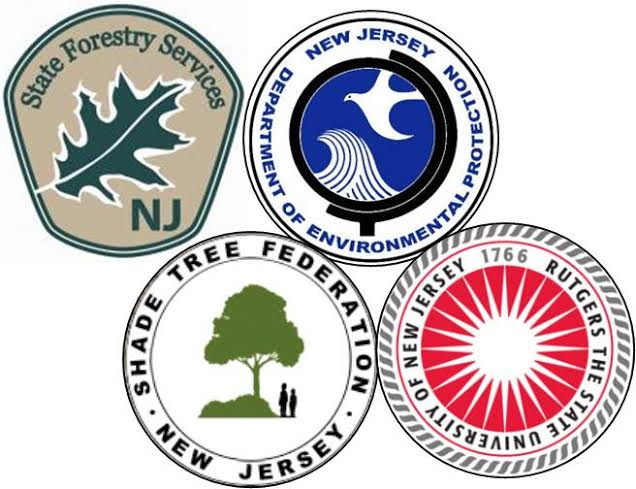 State Forestry Services
NJ
NEW JERSEY
DEPARTMENT OF ENVIRONMENTAL PROTECTION
SHADE TREE FEDERATION
· NEW JERSEY ·
1766
RUTGERS THE STATE UNIVERSITY OF NEW JERSEY